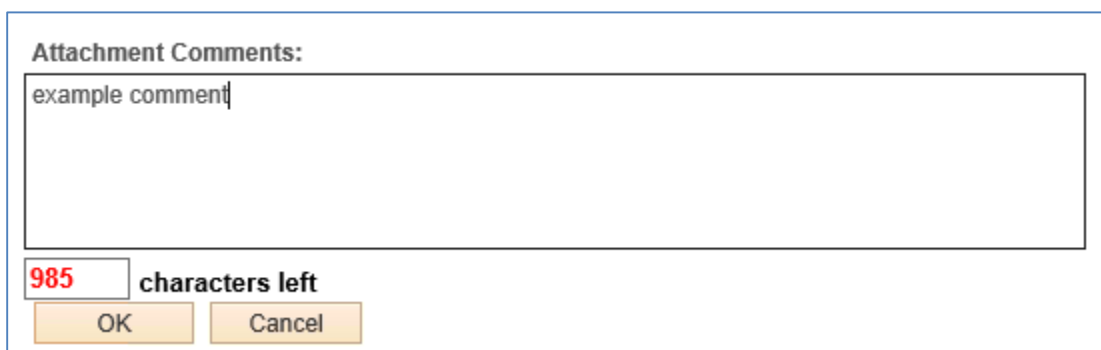 Attachment Comments:
example comment
985 characters left
OK Cancel